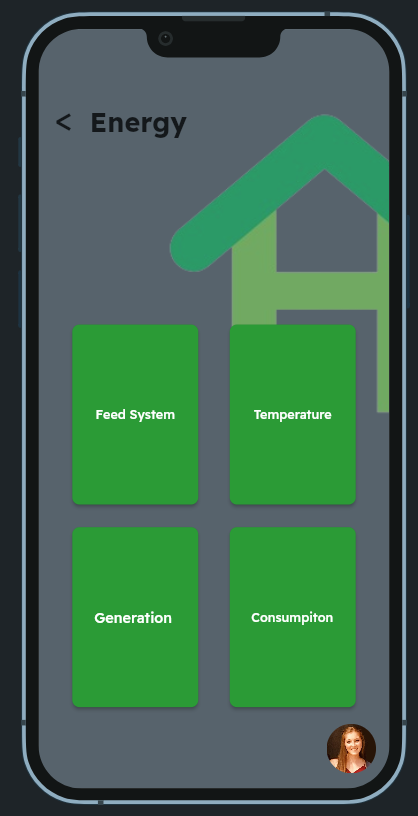 < Energy
Feed System
Temperature
Generation
Consumpiton